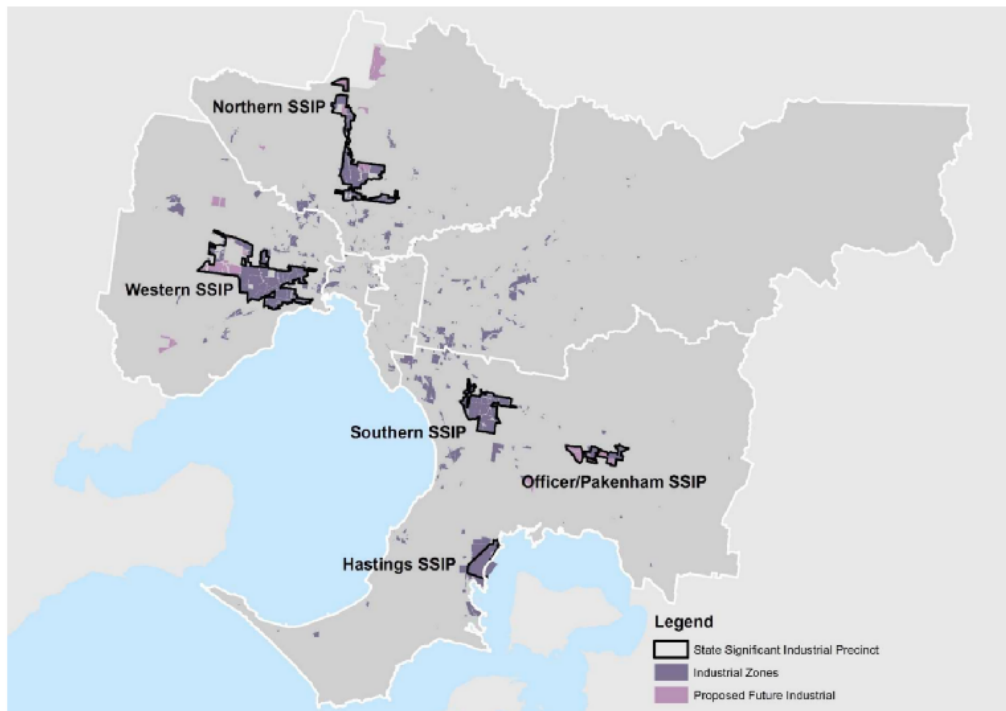 Northern SSIP
Western SSIP
Southern SSIP
Officer/Pakenham SSIP
Hastings SSIP
Legend
State Significant Industrial Precinct
Industrial Zones
Proposed Future Industrial